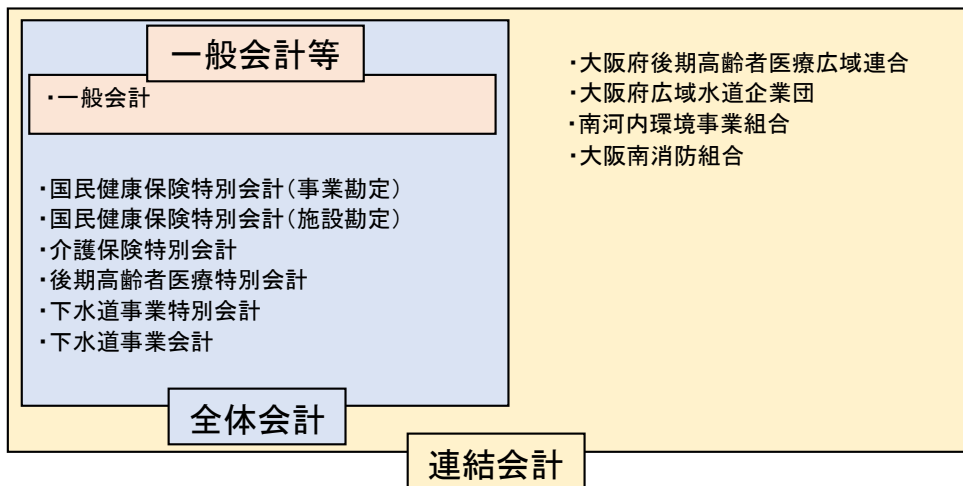 一般会計等
・一般会計
・国民健康保険特別会計(事業勘定)
・国民健康保険特別会計(施設勘定)
・介護保険特別会計
・後期高齢者医療特別会計
・下水道事業特別会計
・下水道事業会計
全体会計
・大阪府後期高齢者医療広域連合
・大阪府広域水道企業団
・南河内環境事業組合
・大阪南消防組合
連結会計